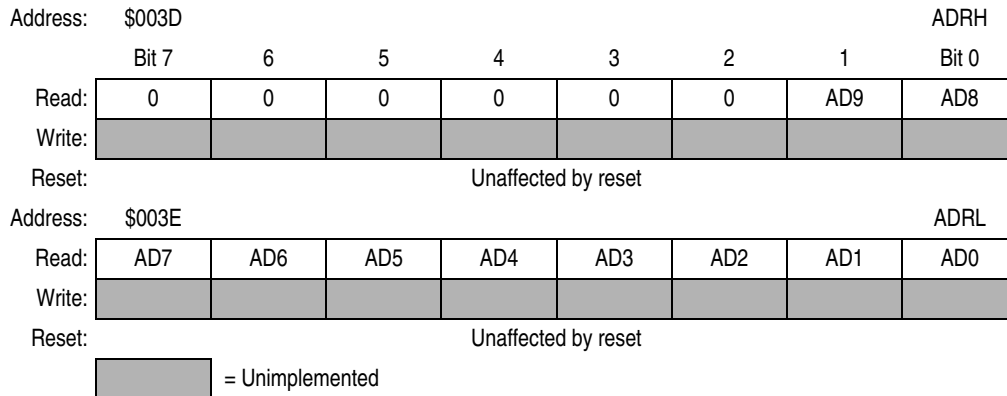 Address: $003D ADRH
Bit 7 6 5 4 3 2 1 Bit 0
Read: 0 0 0 0 0 0 AD9 AD8
Write:
Reset: Unaffected by reset
Address: $003E ADRL
Read: AD7 AD6 AD5 AD4 AD3 AD2 AD1 AD0
Write:
Reset: Unaffected by reset
= Unimplemented